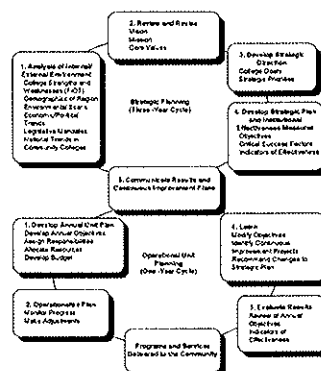 2. Review and Revise
Vision
Mission
Core Values
1. Analysis of Internal/
External Environment
College Strengths and
Weaknesses
Demographics of Region
Environmental Scans
Economic/Political
Trends
Legislative Mandates
National Trends in
Community Colleges
Strategic Planning
(Three-Year Cycle)
3. Develop Strategic
Direction
College Goals
Strategic Priorities
4. Develop Strategic Plan
and Institutional
Effectiveness Measures
Objectives
Critical Success Factors
Indicators of Effectiveness
5. Communicate Results and
Continuous Improvement Plans
1. Develop Annual Unit Plan
Develop Annual Objectives
Assign Responsibilities
Allocate Resources
Develop Budget
Operational Unit
Planning
(One-Year Cycle)
4. Learn
Modify Objectives
Identify Continuous
Improvement Projects
Recommend Changes to
Strategic Plan
2. Operationalize Plan
Monitor Progress
Make Adjustments
3. Evaluate Results
Review of Annual
Objectives
Indicators of
Effectiveness
Programs and Services
Delivered to the Community